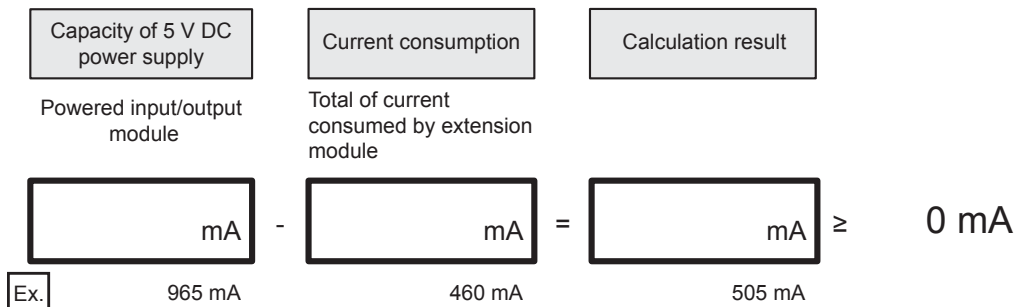 Capacity of 5 V DC
power supply
Current consumption
Calculation result
Powered input/output
module
Total of current
consumed by extension
module
mA - mA = mA ≥ 0 mA
Ex. 965 mA 460 mA 505 mA